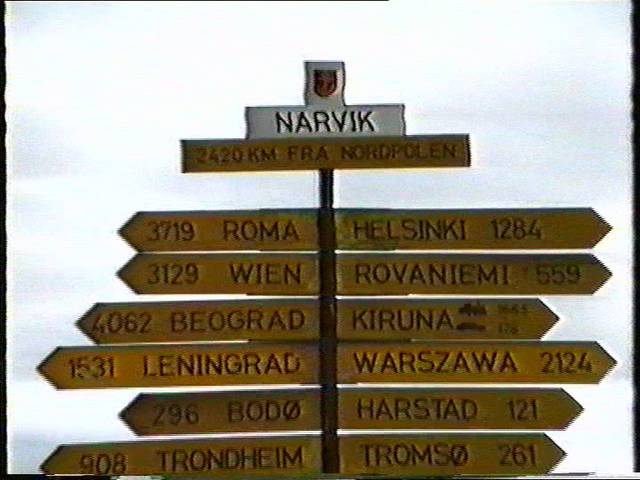 NARVIK
2420 KM FRA NORDPOLEN
3719 ROMA HELSINKI 1284
3129 WIEN ROVANIEMI 559
4062 BEOGRAD KIRUNA
1531 LENINGRAD WARSZAWA 2124
296 BODØ HARSTAD 121
908 TRONDHEIM TROMSØ 261